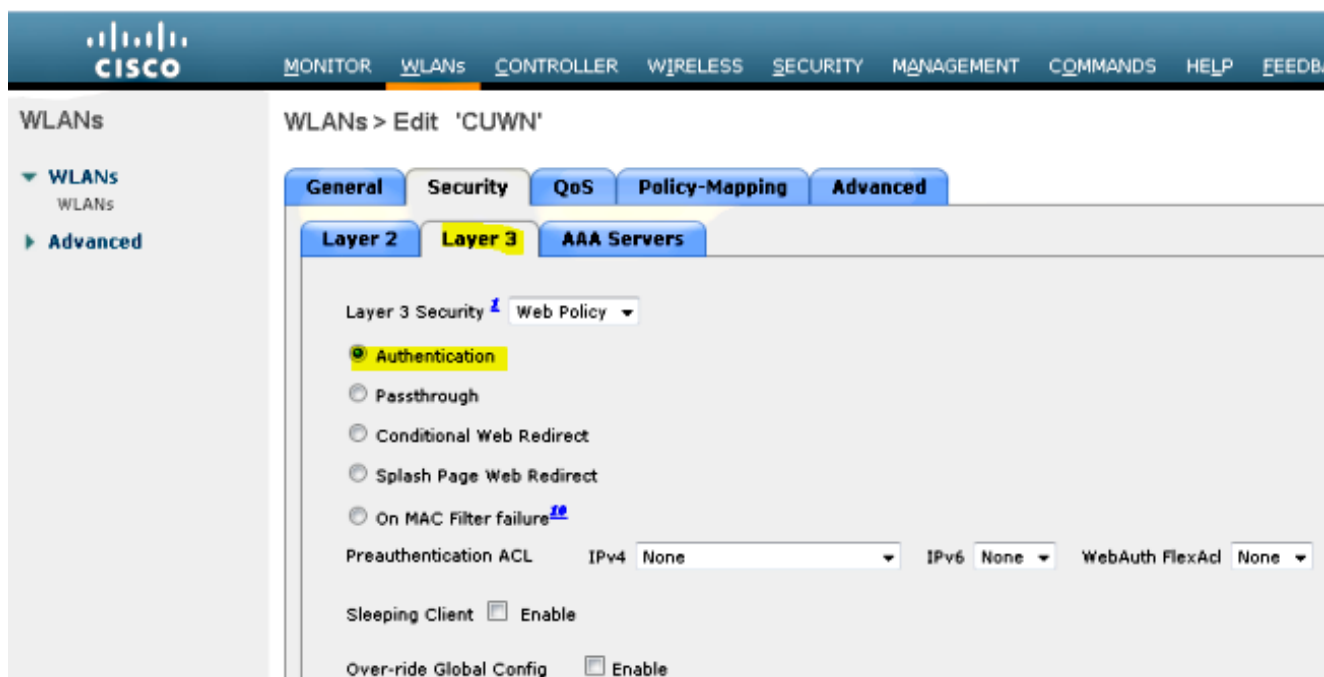 CISCO
MONITOR WLANs CONTROLLER WIRELESS SECURITY MANAGEMENT COMMANDS HELP FEEDBA
WLANs
WLANs > Edit 'CUWN'
WLANs
WLANs
Advanced
General Security QoS Policy-Mapping Advanced
Layer 2 Layer 3 AAA Servers
Layer 3 Security 1 Web Policy
Authentication
Passthrough
Conditional Web Redirect
Splash Page Web Redirect
On MAC Filter failure10
Preauthentication ACL IPv4 None IPv6 None WebAuth FlexAcl None
Sleeping Client Enable
Over-ride Global Config Enable